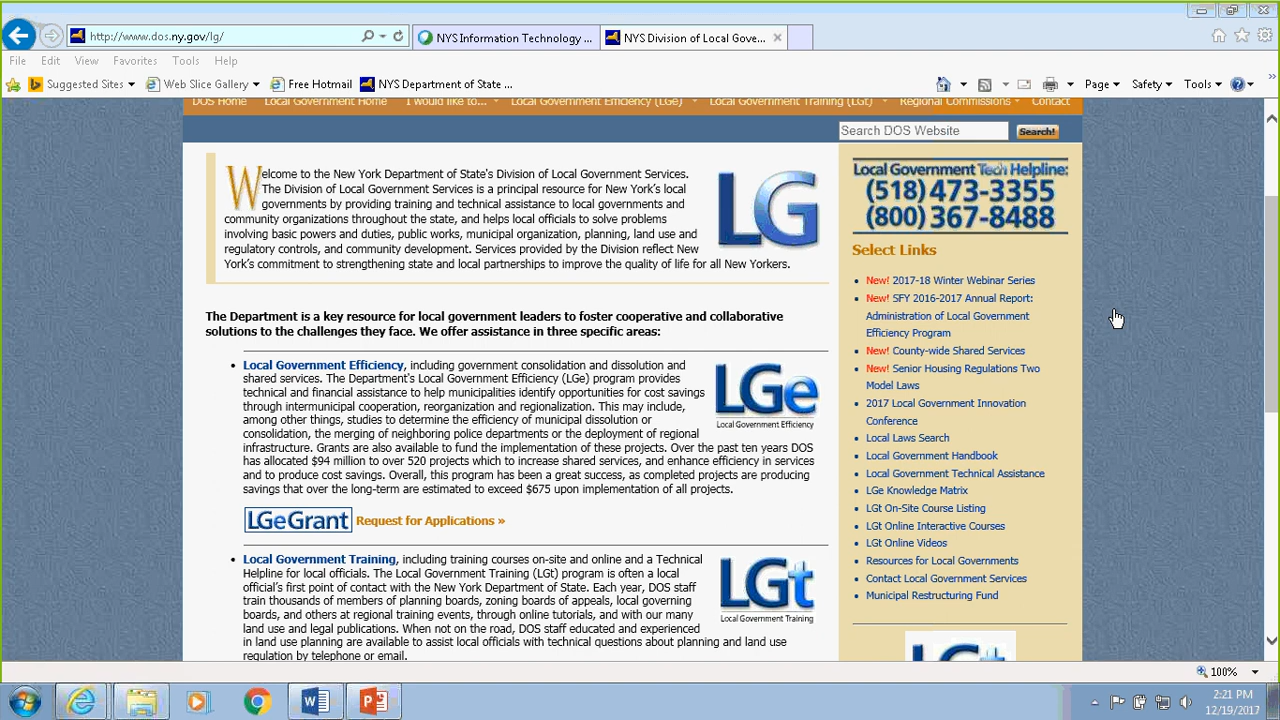 http://www.dos.ny.gov/lg/
NYS Information Technology ...
NYS Division of Local Gove...
File Edit View Favorites Tools Help
Suggested Sites
Web Slice Gallery
Free Hotmail
NYS Department of State ...
Page
Safety
Tools
DOS Home Local Government Home I would like to... Local Government Efficiency (LGe) Local Government Training (LGt) Regional Commissions Contact
Search DOS Website
Search!
Welcome to the New York Department of State's Division of Local Government Services.
The Division of Local Government Services is a principal resource for New York's local
governments by providing training and technical assistance to local governments and
community organizations throughout the state, and helps local officials to solve problems
involving basic powers and duties, public works, municipal organization, planning, land use and
regulatory controls, and community development. Services provided by the Division reflect New
York's commitment to strengthening state and local partnerships to improve the quality of life for all New Yorkers.
LG
The Department is a key resource for local government leaders to foster cooperative and collaborative
solutions to the challenges they face. We offer assistance in three specific areas:
• Local Government Efficiency, including government consolidation and dissolution and
shared services. The Department's Local Government Efficiency (LGe) program provides
technical and financial assistance to help municipalities identify opportunities for cost savings
through intermunicipal cooperation, reorganization and regionalization. This may include,
among other things, studies to determine the efficiency of municipal dissolution or
consolidation, the merging of neighboring police departments or the deployment of regional
infrastructure. Grants are also available to fund the implementation of these projects. Over the past ten years DOS
has allocated $94 million to over 520 projects which to increase shared services, and enhance efficiency in services
and to produce cost savings. Overall, this program has been a great success, as completed projects are producing
savings that over the long-term are estimated to exceed $675 upon implementation of all projects.
LGe
Local Government Efficiency
LGeGrant Request for Applications »
• Local Government Training, including training courses on-site and online and a Technical
Helpline for local officials. The Local Government Training (LGt) program is often a local
official's first point of contact with the New York Department of State. Each year, DOS staff
train thousands of members of planning boards, zoning boards of appeals, local governing
boards, and others at regional training events, through online tutorials, and with our many
land use and legal publications. When not on the road, DOS staff educated and experienced
in land use planning are available to assist local officials with technical questions about planning and land use
regulation by telephone or email.
LGt
Local Government Training
Local Government Tech Helpline:
(518) 473-3355
(800) 367-8488
Select Links
• New! 2017-18 Winter Webinar Series
• New! SFY 2016-2017 Annual Report:
Administration of Local Government
Efficiency Program
• New! County-wide Shared Services
• New! Senior Housing Regulations Two
Model Laws
• 2017 Local Government Innovation
Conference
• Local Laws Search
• Local Government Handbook
• Local Government Technical Assistance
• LGe Knowledge Matrix
• LGt On-Site Course Listing
• LGt Online Interactive Courses
• LGt Online Videos
• Resources for Local Governments
• Contact Local Government Services
• Municipal Restructuring Fund
100%
2:21 PM
12/19/2017